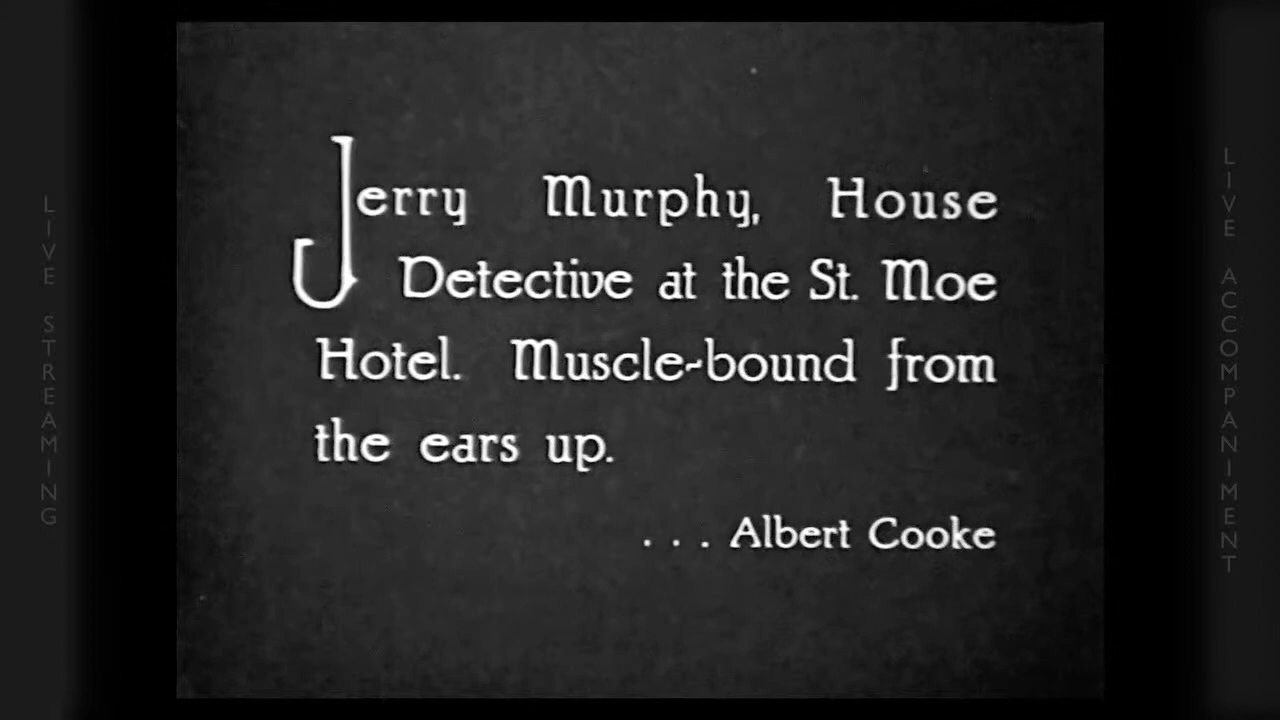 Jerry Murphy, House
Detective at the St. Moe
Hotel. Muscle-bound from
the ears up.
. . . Albert Cooke
LIVE STREAMING
LIVE ACCOMPANIMENT